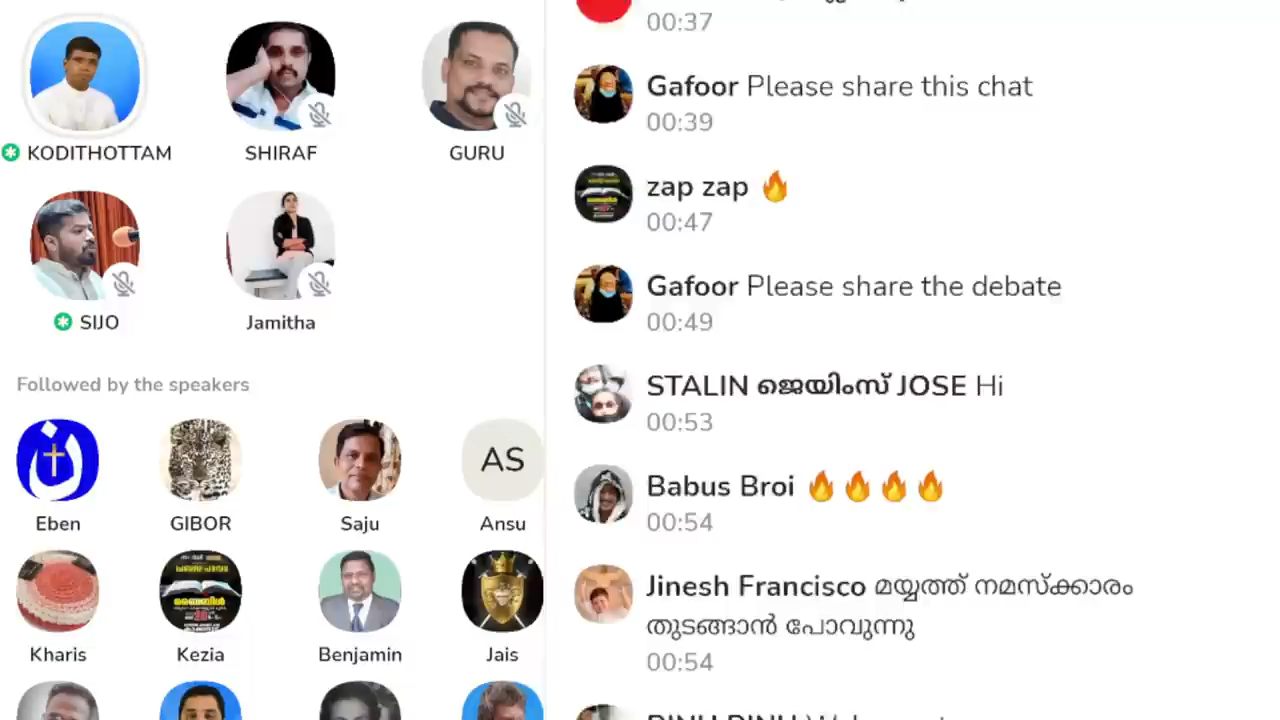 KODITHOTTAM
SHIRAF
GURU
SIJO
Jamitha
Followed by the speakers
Eben
GIBOR
Saju
AS
Ansu
Kharis
Kezia
Benjamin
Jais
00:37
Gafoor Please share this chat
00:39
zap zap 🔥
00:47
Gafoor Please share the debate
00:49
STALIN ജെയിംസ് JOSE Hi
00:53
Babus Broi 🔥🔥🔥🔥
00:54
Jinesh Francisco മയ്യത്ത് നമസ്ക്കാരം
തുടങ്ങാൻ പോവുന്നു
00:54